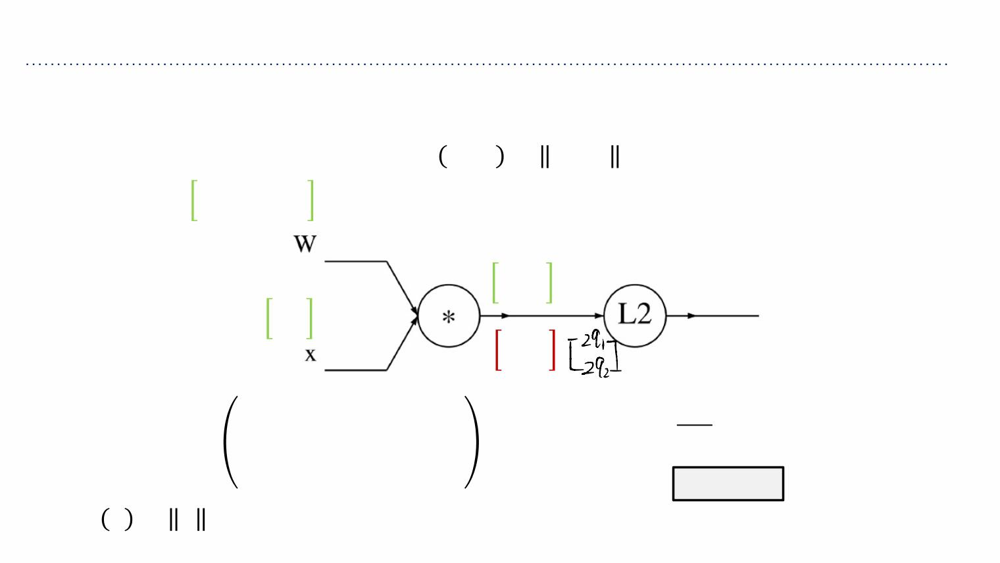 ( ) ‖ ‖
[ ]
W
[ ]
[ ]
* L2
x
[ ]
[2q₁
2q₂]
( )
( ) ‖ ‖